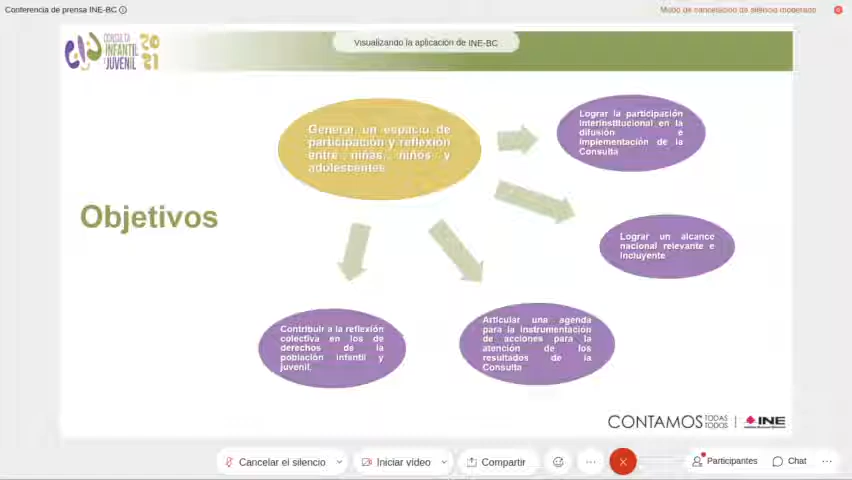 Conferencia de prensa INE-BC
Modo de cancelación de silencio moderado
CONSULTA
INFANTIL
Y JUVENIL
20
21
Visualizando la aplicación de INE-BC
Objetivos
Generar un espacio de
participación y reflexión
entre niñas, niños y
adolescentes
Lograr la participación
interinstitucional en la
difusión e
implementación de la
Consulta
Lograr un alcance
nacional relevante e
incluyente
Contribuir a la reflexión
colectiva en los de
derechos de la
población infantil y
juvenil.
Articular una agenda
para la instrumentación
de acciones para la
atención de los
resultados de la
Consulta
CONTAMOS TODAS
TODOS
INE
Cancelar el silencio
Iniciar vídeo
Compartir
Participantes
Chat